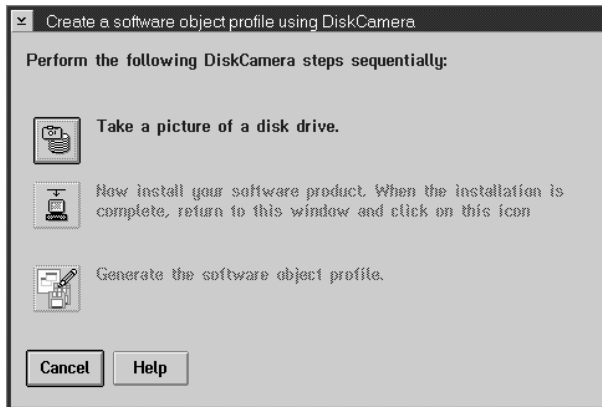 Create a software object profile using DiskCamera
Perform the following DiskCamera steps sequentially:
Take a picture of a disk drive.
Now install your software product. When the installation is
complete, return to this window and click on this icon
Generate the software object profile.
Cancel
Help